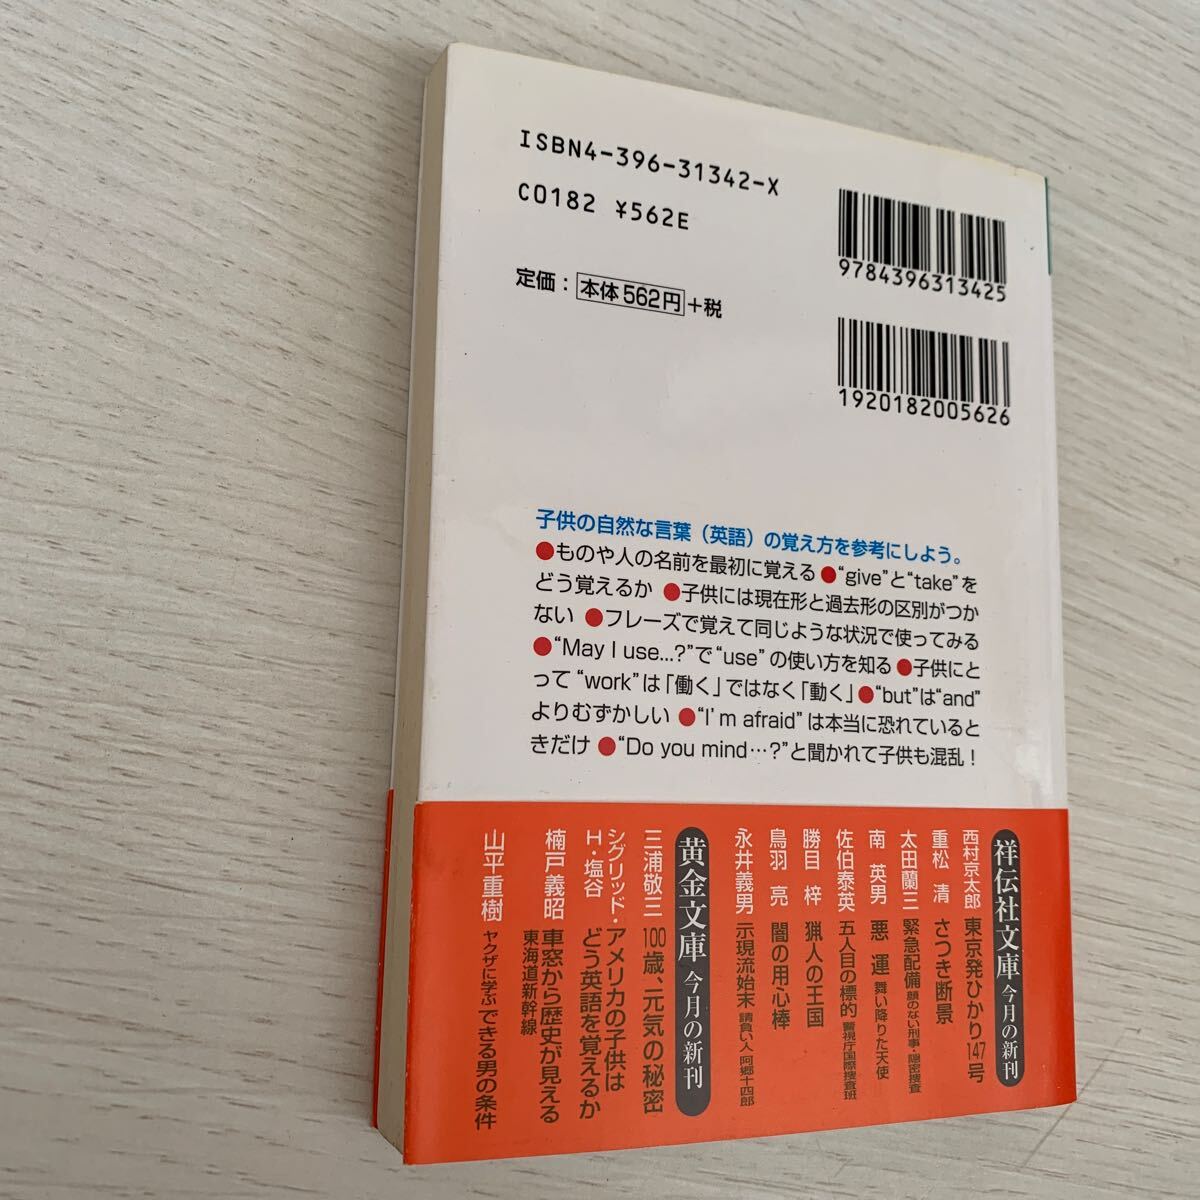 ISBN4-396-31342-X
C0182 ¥562E
定価：本体562円+税
9784396313425
1920182005626
子供の自然な言葉（英語）の覚え方を参考にしよう。
●ものや人の名前を最初に覚える ●“give”と“take”を
どう覚えるか ●子供には現在形と過去形の区別がつか
ない ●フレーズで覚えて同じような状況で使ってみる
●“May I use...?”で“use”の使い方を知る ●子供にと
って“work”は「働く」ではなく「動く」●“but”は“and”
よりむずかしい ●“I'm afraid”は本当に恐れていると
きだけ ●“Do you mind…?”と聞かれて子供も混乱！
祥伝社文庫 今月の新刊
西村京太郎 東京発ひかり147号
重松 清 さつき断景
太田蘭三 緊急配備 顔のない刑事・隠密捜査
南 英男 悪運 舞い降りた天使
佐伯泰英 五人目の標的 警視庁国際捜査班
勝目 梓 猟人の王国
鳥羽 亮 闇の用心棒
永井義男 示現流始末 請負い人 阿郷十四郎
黄金文庫 今月の新刊
三浦敬三 100歳、元気の秘密
シグリッド・H・塩谷 アメリカの子供はどう英語を覚えるか
楠戸義昭 車窓から歴史が見える 東海道新幹線
山平重樹 ヤクザに学ぶできる男の条件